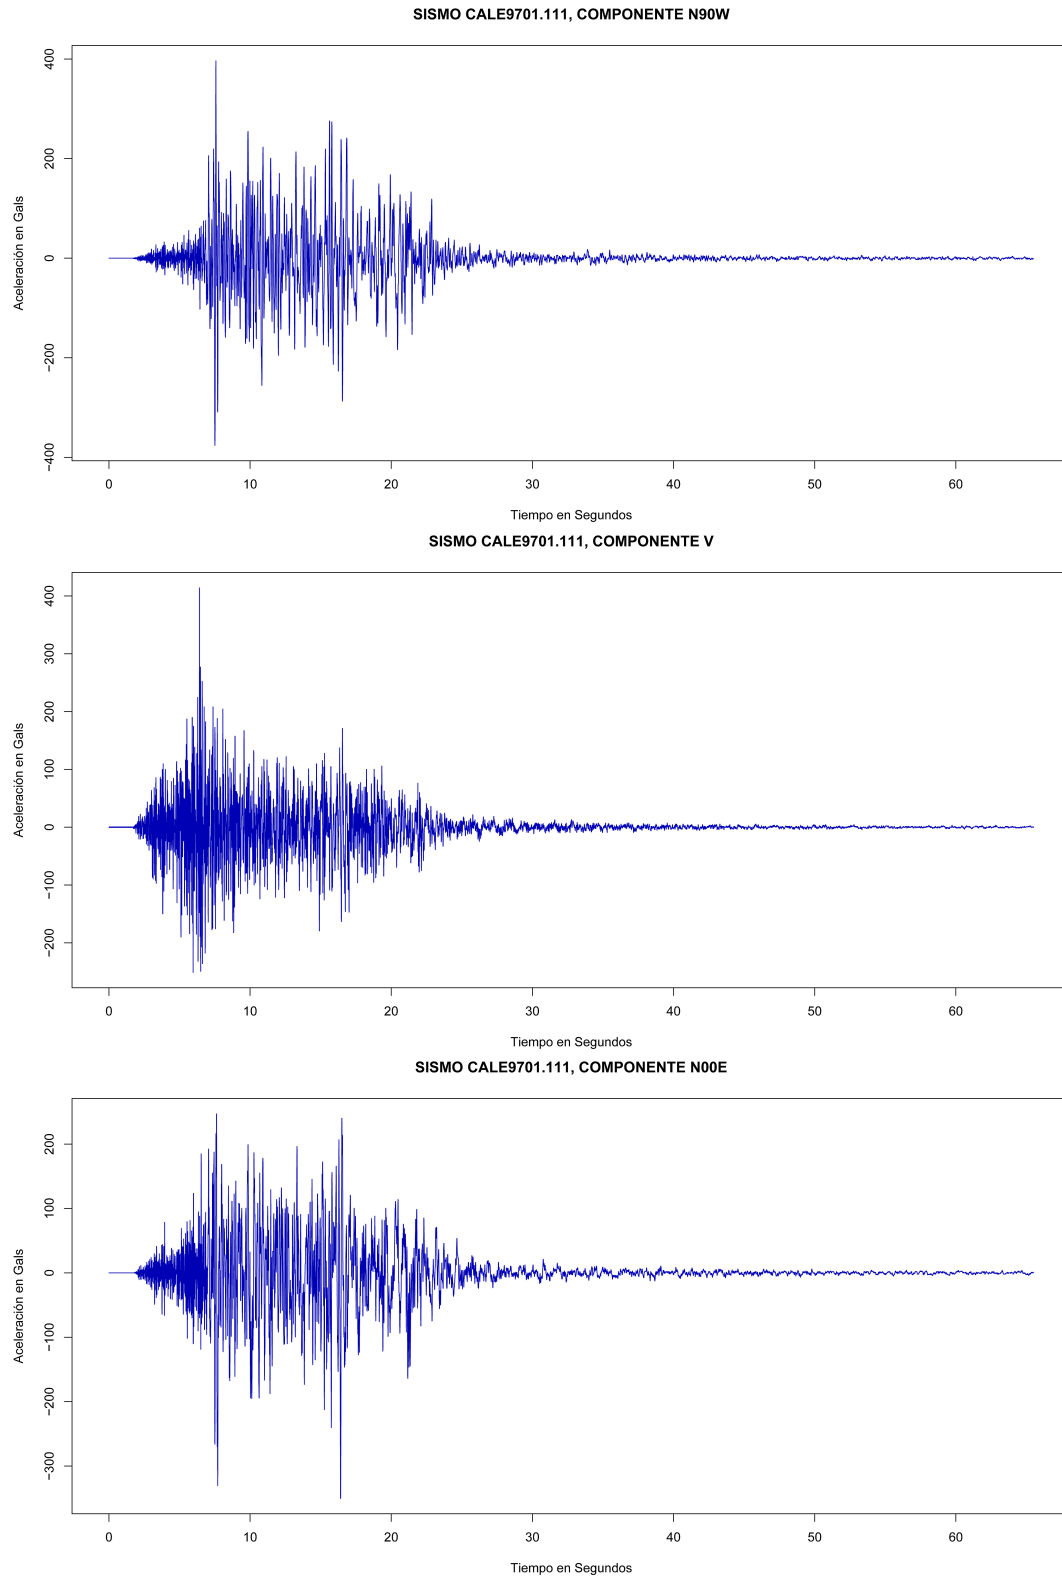 SISMO CALE9701.111, COMPONENTE N90W
Aceleración en Gals
400
200
0
−200
−400
0 10 20 30 40 50 60
Tiempo en Segundos
SISMO CALE9701.111, COMPONENTE V
Aceleración en Gals
400
300
200
100
0
−100
−200
0 10 20 30 40 50 60
Tiempo en Segundos
SISMO CALE9701.111, COMPONENTE N00E
Aceleración en Gals
200
100
0
−100
−200
−300
0 10 20 30 40 50 60
Tiempo en Segundos